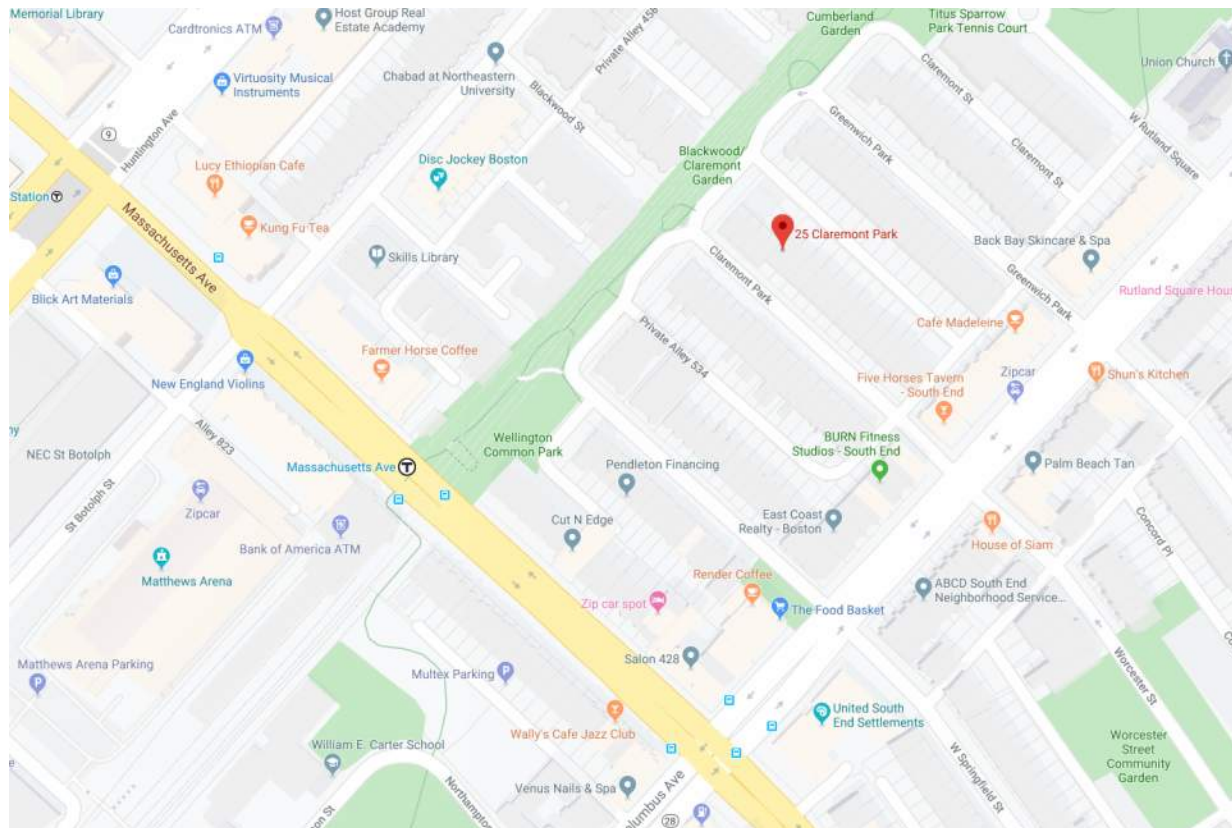 Memorial Library
Cardtronics ATM
Host Group Real
Estate Academy
Private Alley 458
Cumberland
Garden
Titus Sparrow
Park Tennis Court
Union Church
Virtuosity Musical
Instruments
Chabad at Northeastern
University
Blackwood St
Claremont St
Greenwich Park
W Rutland Square
9
Huntington Ave
Disc Jockey Boston
Blackwood/
Claremont
Garden
Claremont St
Lucy Ethiopian Cafe
Station
Massachusetts Ave
Kung Fu Tea
25 Claremont Park
Skills Library
Claremont Park
Back Bay Skincare & Spa
Greenwich Park
Rutland Square Hous
Blick Art Materials
Cafe Madeleine
Private Alley 534
Farmer Horse Coffee
New England Violins
Five Horses Tavern
- South End
Zipcar
Shun's Kitchen
Alley 823
NEC St Botolph
Wellington
Common Park
BURN Fitness
Studios - South End
Massachusetts Ave
T
Pendleton Financing
Palm Beach Tan
St Botolph St
Zipcar
Cut N Edge
East Coast
Realty - Boston
Concord Pl
Bank of America ATM
House of Siam
Matthews Arena
Render Coffee
ABCD South End
Neighborhood Service...
Zip car spot
The Food Basket
Matthews Arena Parking
P
Multex Parking
P
Salon 428
Worcester St
Wally's Cafe Jazz Club
United South
End Settlements
William E. Carter School
Worcester
Street
Community
Garden
W Springfield St
Venus Nails & Spa
Northampton
olumbus Ave
on St
28